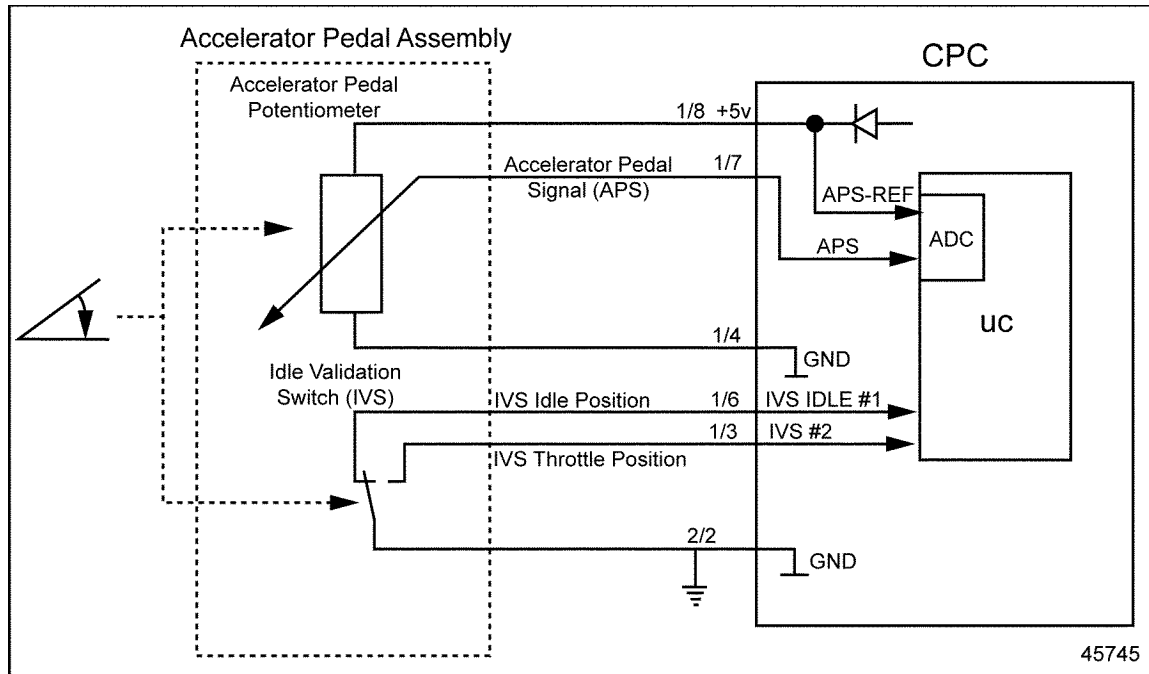 Accelerator Pedal Assembly
CPC
Accelerator Pedal
Potentiometer
1/8 +5v
Accelerator Pedal
Signal (APS)
1/7
APS-REF
ADC
APS
uc
1/4
GND
Idle Validation
Switch (IVS)
IVS Idle Position
1/6
IVS IDLE #1
1/3
IVS #2
IVS Throttle Position
2/2
GND
45745